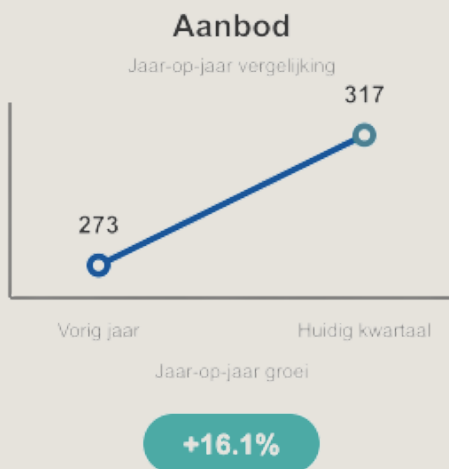 Aanbod
Jaar-op-jaar vergelijking
317
273
Vorig jaar
Huidig kwartaal
Jaar-op-jaar groei
+16.1%